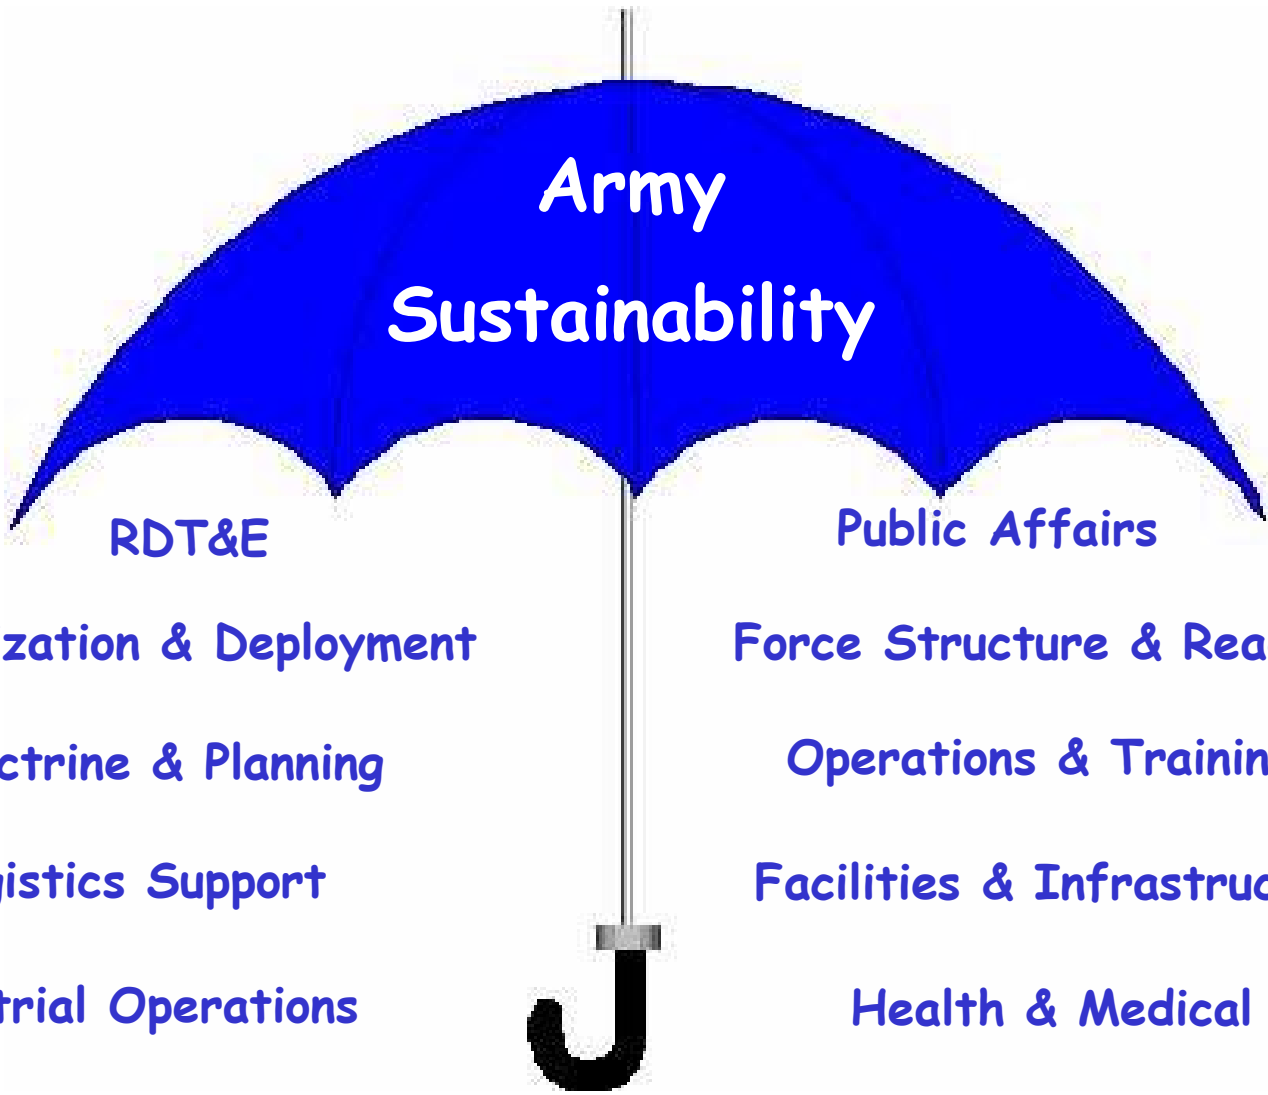 Army
Sustainability
RDT&E
zation & Deployment
ctrine & Planning
gistics Support
trial Operations
Public Affairs
Force Structure & Rea
Operations & Trainin
Facilities & Infrastruc
Health & Medical